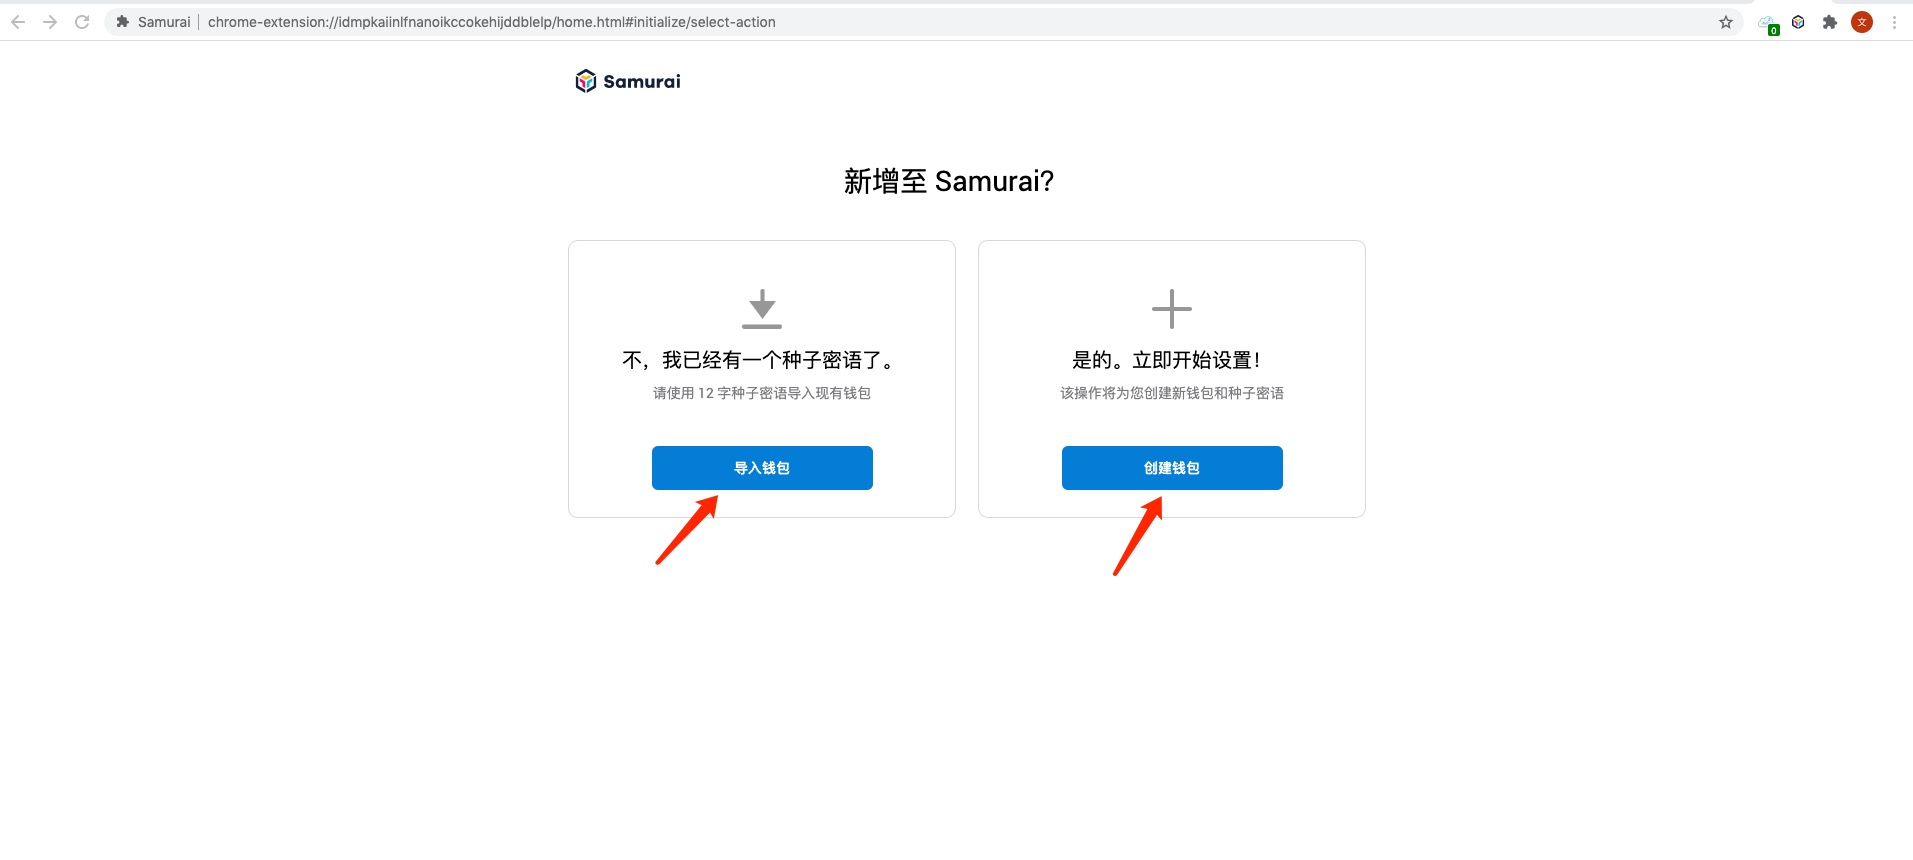 Samurai
chrome-extension://idmpkaiinlfnanoikccokehijddblelp/home.html#initialize/select-action
0
文
Samurai
新增至 Samurai?
不，我已经有一个种子密语了。
请使用 12 字种子密语导入现有钱包
导入钱包
是的。立即开始设置！
该操作将为您创建新钱包和种子密语
创建钱包